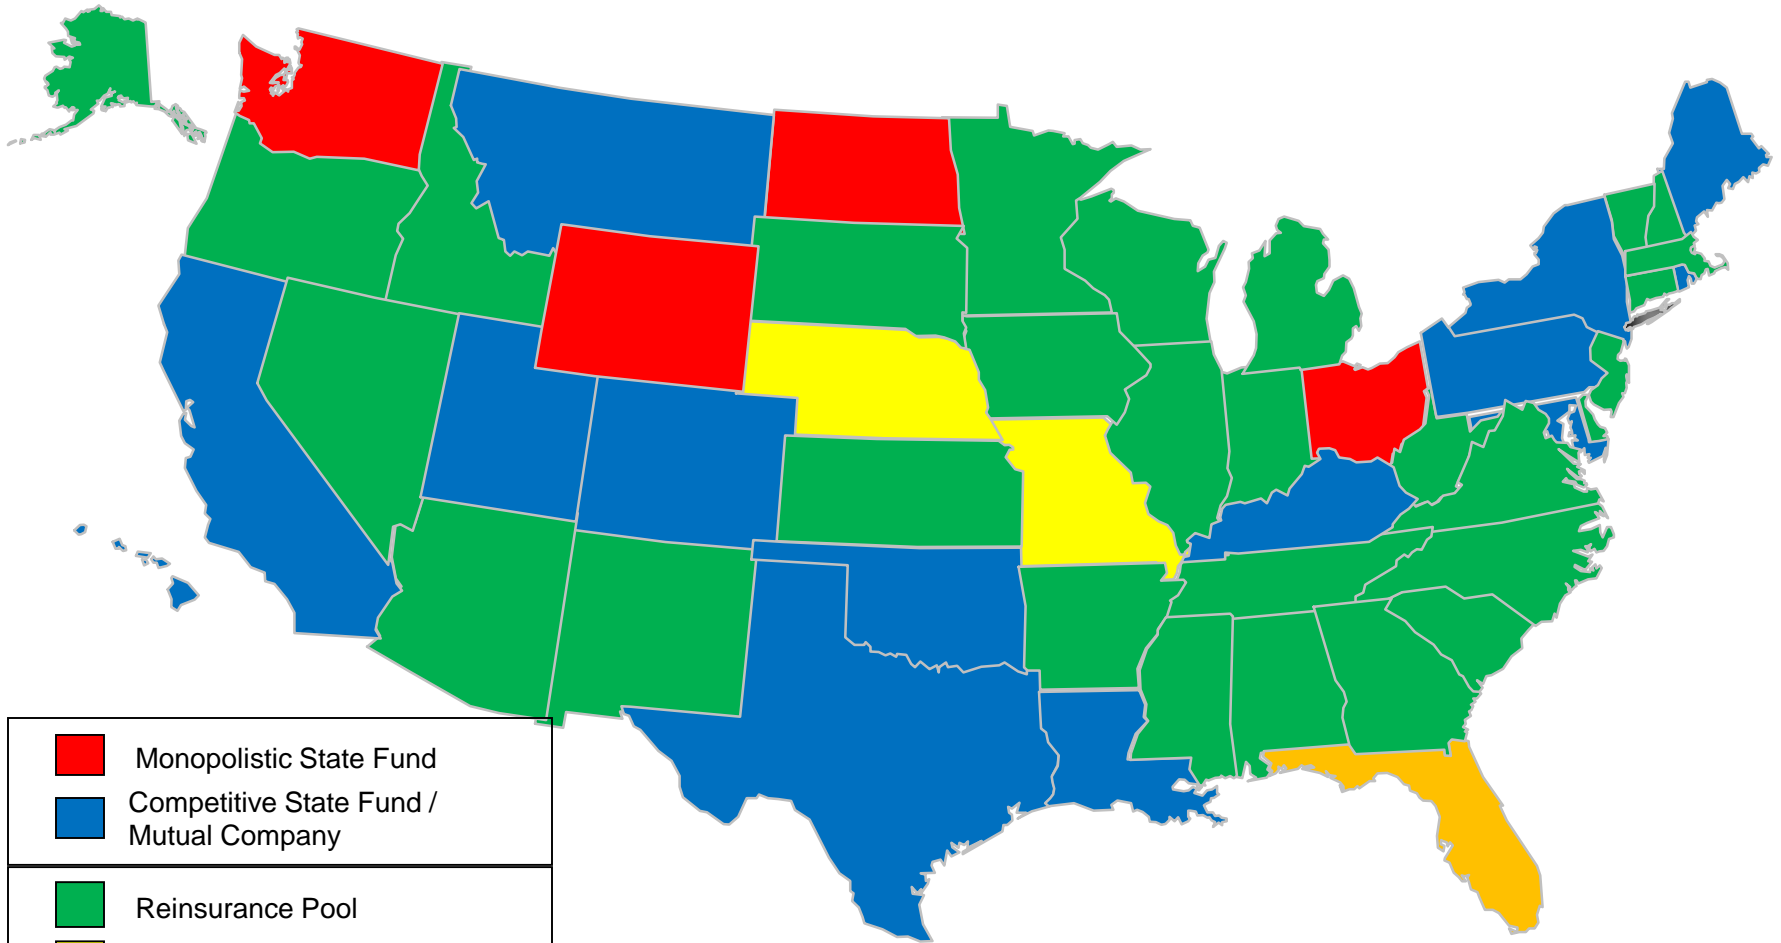 Monopolistic State Fund
Competitive State Fund /
Mutual Company
Reinsurance Pool